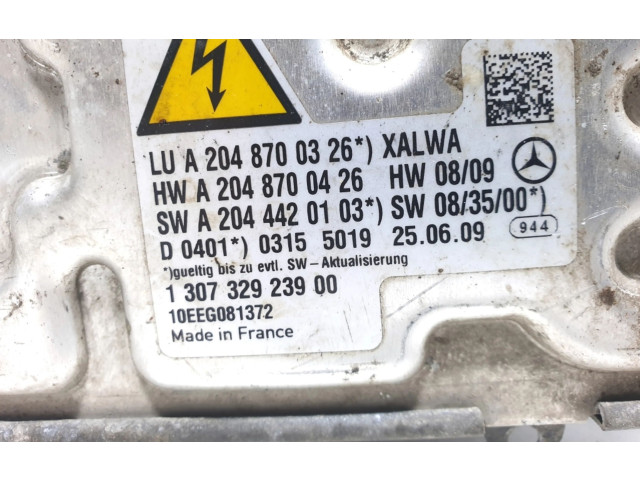 LU A 204 870 03 26*) XALWA
HW A 204 870 04 26 HW 08/09
SW A 204 442 01 03*) SW 08/35/00*)
D 0401*) 0315 5019 25.06.09 944
*)gueltig bis zu evtl. SW-Aktualisierung
1 307 329 239 00
10EEG081372
Made in France